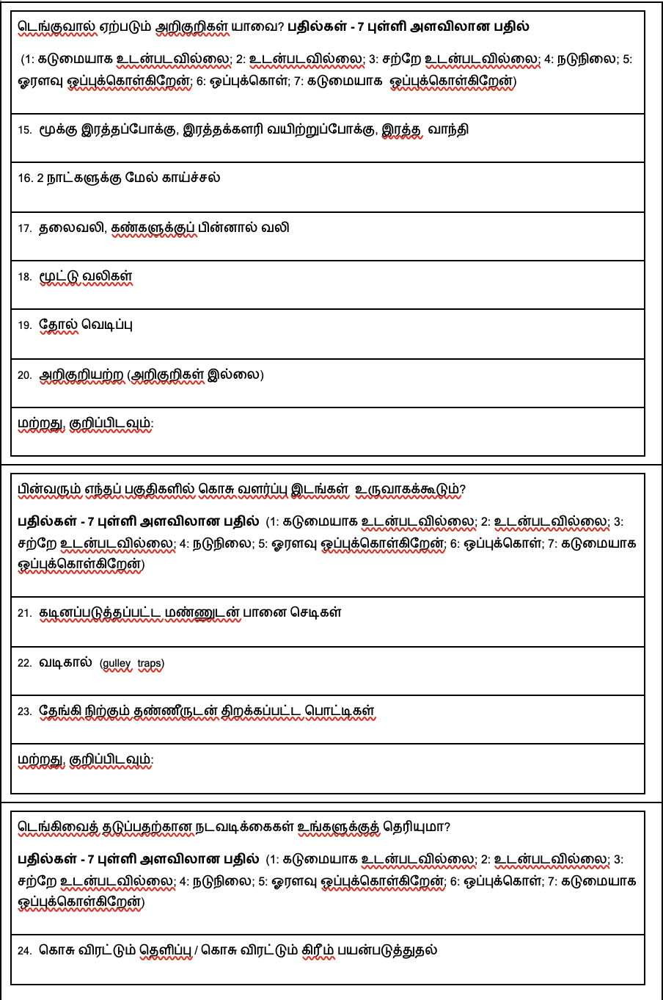 டெங்குவால் ஏற்படும் அறிகுறிகள் யாவை? பதில்கள் - 7 புள்ளி அளவிலான பதில்
(1: கடுமையாக உடன்படவில்லை; 2: உடன்படவில்லை; 3: சற்றே உடன்படவில்லை; 4: நடுநிலை; 5:
ஓரளவு ஒப்புக்கொள்கிறேன்; 6: ஒப்புக்கொள்; 7: கடுமையாக ஒப்புக்கொள்கிறேன்)
15. மூக்கு இரத்தப்போக்கு, இரத்தக்களரி வயிற்றுப்போக்கு, இரத்த வாந்தி
16. 2 நாட்களுக்கு மேல் காய்ச்சல்
17. தலைவலி, கண்களுக்குப் பின்னால் வலி
18. மூட்டு வலிகள்
19. தோல் வெடிப்பு
20. அறிகுறியற்ற (அறிகுறிகள் இல்லை)
மற்றது, குறிப்பிடவும்:
பின்வரும் எந்தப் பகுதிகளில் கொசு வளர்ப்பு இடங்கள் உருவாகக்கூடும்?
பதில்கள் - 7 புள்ளி அளவிலான பதில் (1: கடுமையாக உடன்படவில்லை; 2: உடன்படவில்லை; 3:
சற்றே உடன்படவில்லை; 4: நடுநிலை; 5: ஓரளவு ஒப்புக்கொள்கிறேன்; 6: ஒப்புக்கொள்; 7: கடுமையாக
ஒப்புக்கொள்கிறேன்)
21. கடினப்படுத்தப்பட்ட மண்ணுடன் பானை செடிகள்
22. வடிகால் (gulley traps)
23. தேங்கி நிற்கும் தண்ணீருடன் திறக்கப்பட்ட பொட்டிகள்
மற்றது, குறிப்பிடவும்:
டெங்கிவைத் தடுப்பதற்கான நடவடிக்கைகள் உங்களுக்குத் தெரியுமா?
பதில்கள் - 7 புள்ளி அளவிலான பதில் (1: கடுமையாக உடன்படவில்லை; 2: உடன்படவில்லை; 3:
சற்றே உடன்படவில்லை; 4: நடுநிலை; 5: ஓரளவு ஒப்புக்கொள்கிறேன்; 6: ஒப்புக்கொள்; 7: கடுமையாக
ஒப்புக்கொள்கிறேன்)
24. கொசு விரட்டும் தெளிப்பு / கொசு விரட்டும் கிரீம் பயன்படுத்துதல்